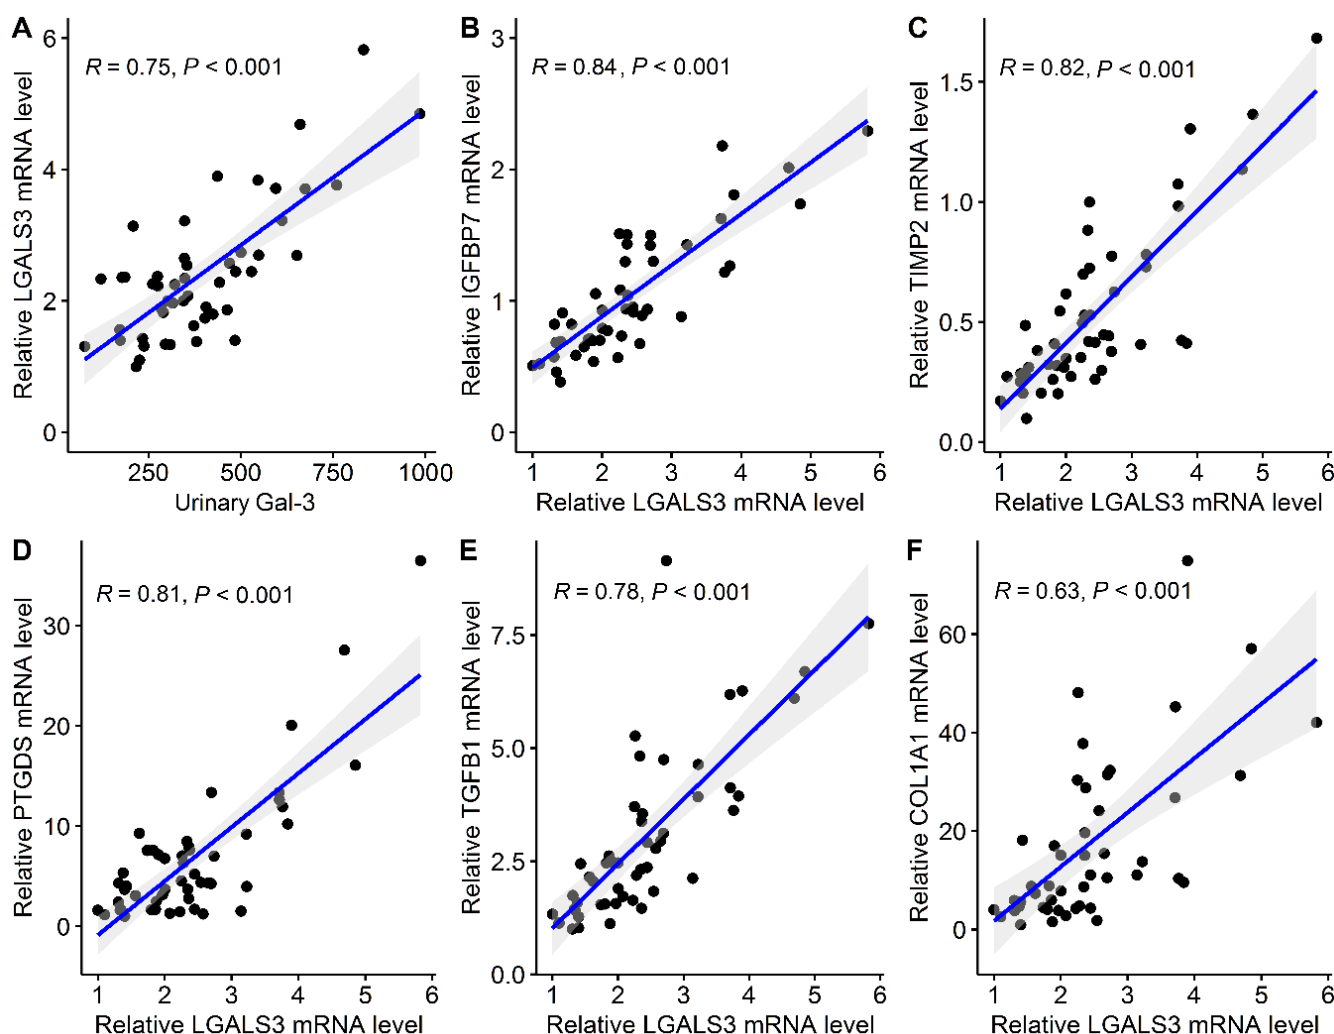 A
R = 0.75, P < 0.001
Relative LGALS3 mRNA level
6
4
2
0
250 500 750 1000
Urinary Gal-3
B
R = 0.84, P < 0.001
Relative IGFBP7 mRNA level
3
2
1
0
1 2 3 4 5 6
Relative LGALS3 mRNA level
C
R = 0.82, P < 0.001
Relative TIMP2 mRNA level
1.5
1.0
0.5
0.0
1 2 3 4 5 6
Relative LGALS3 mRNA level
D
R = 0.81, P < 0.001
Relative PTGDS mRNA level
30
20
10
0
1 2 3 4 5 6
Relative LGALS3 mRNA level
E
R = 0.78, P < 0.001
Relative TGFB1 mRNA level
7.5
5.0
2.5
0.0
1 2 3 4 5 6
Relative LGALS3 mRNA level
F
R = 0.63, P < 0.001
Relative COL1A1 mRNA level
60
40
20
0
1 2 3 4 5 6
Relative LGALS3 mRNA level